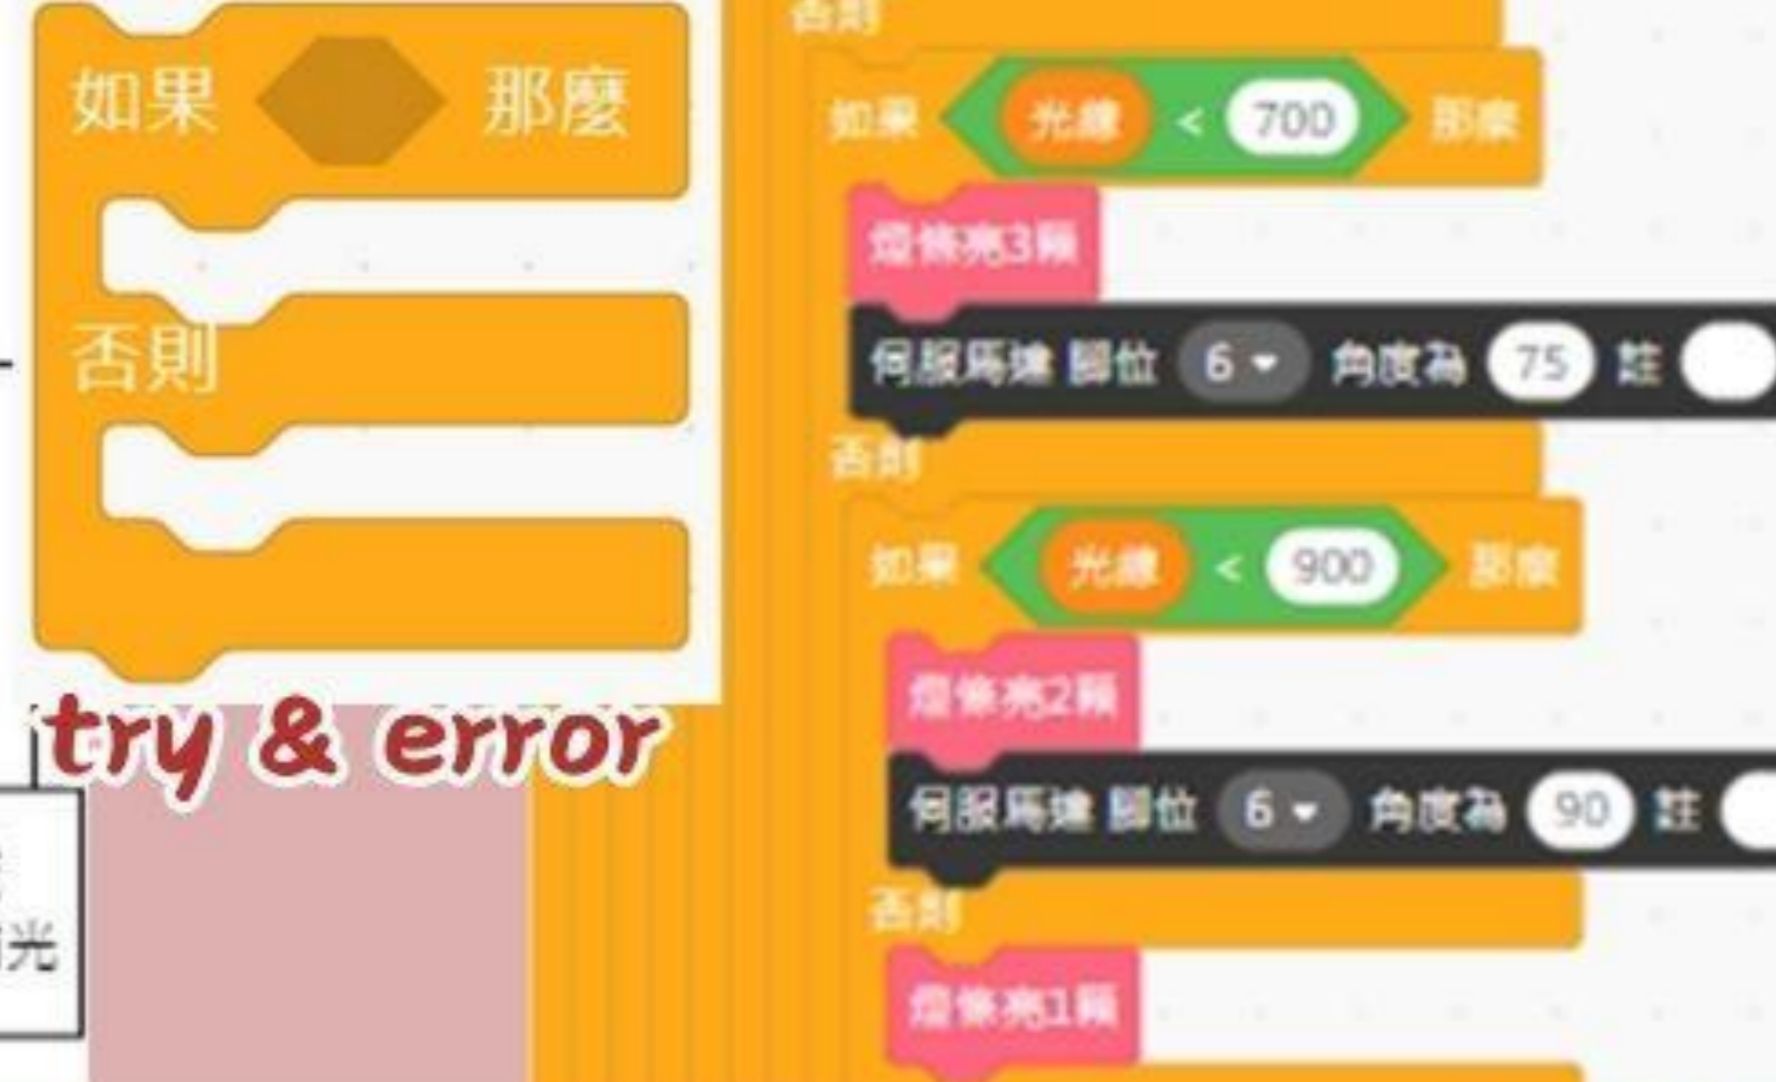 如果 那麼
否則
try & error
光
否則
如果 光線 < 700 那麼
燈條亮3顆
伺服馬達 腳位 6 角度為 75 註
否則
如果 光線 < 900 那麼
燈條亮2顆
伺服馬達 腳位 6 角度為 90 註
否則
燈條亮1顆